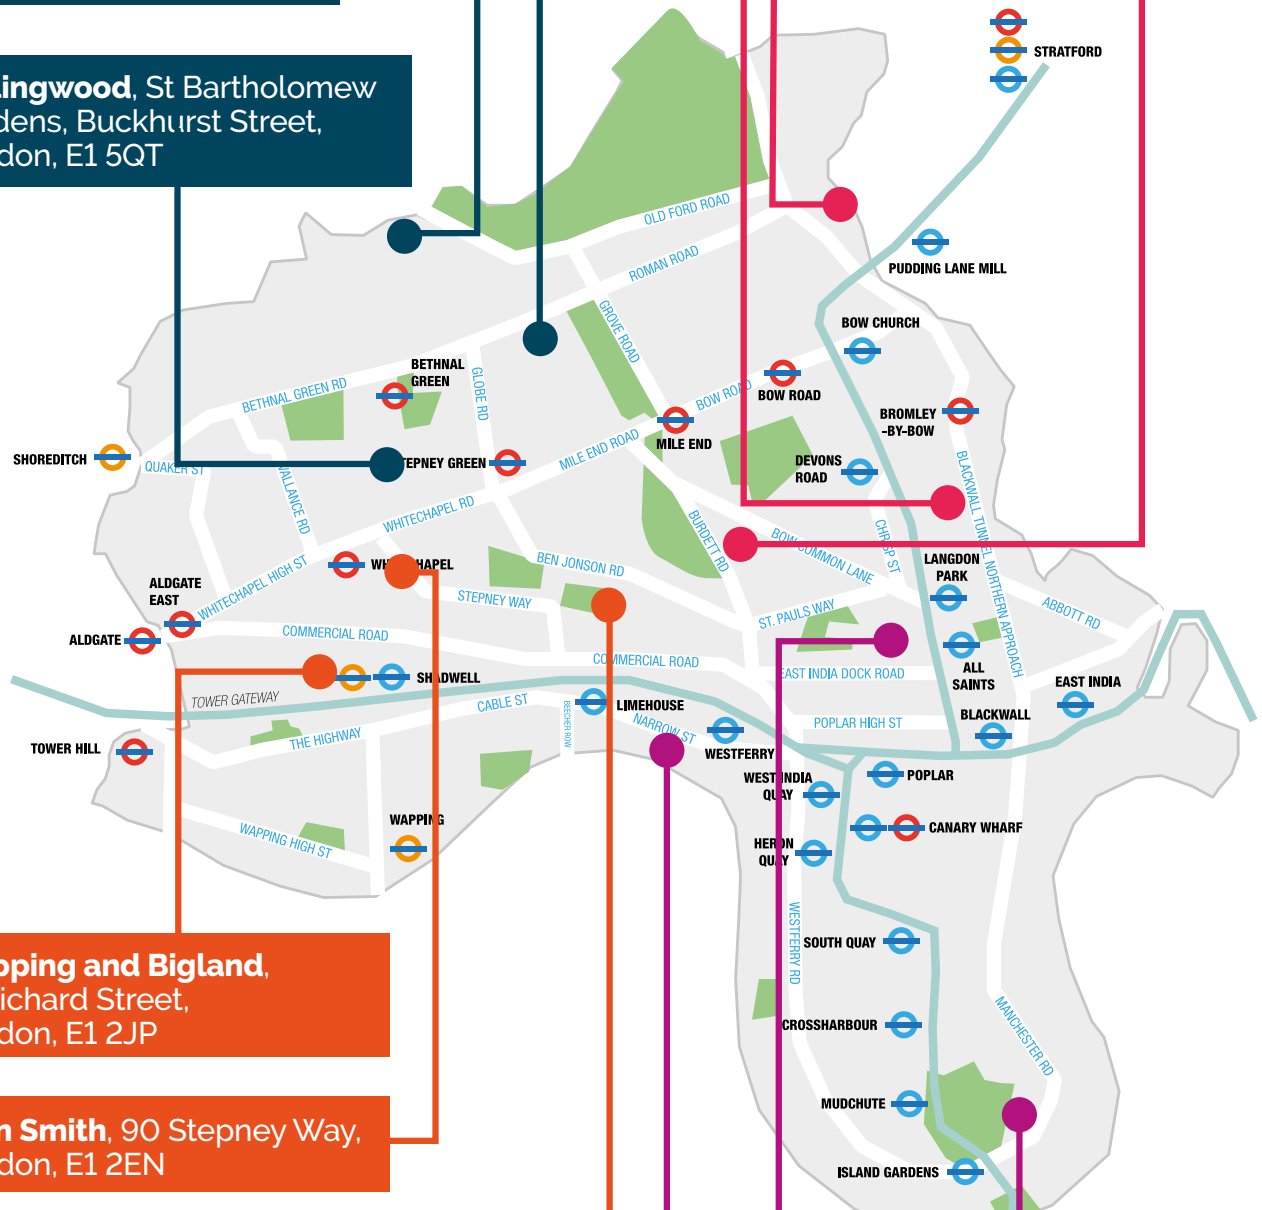 STRATFORD
lingwood, St Bartholomew
dens, Buckhurst Street,
don, E1 5QT
OLD FORD ROAD
ROMAN ROAD
PUDDING LANE MILL
GROVE ROAD
BOW CHURCH
BETHNAL
GREEN
BETHNAL GREEN RD
GLOBE RD
BOW ROAD
BOW ROAD
BROMLEY
-BY-BOW
MILE END
MILE END ROAD
SHOREDITCH
QUAKER ST
TEPNEY GREEN
DEVONS
ROAD
VALLANCE RD
WHITECHAPEL RD
BLACKWALL TUNNEL NORTHERN APPROACH
BURDETT RD
BOW COMMON LANE
CHRISP ST
LANGDON
PARK
WHITECHAPEL HIGH ST
WH CHAPEL
BEN JONSON RD
ALDGATE
EAST
STEPNEY WAY
ST. PAULS WAY
ABBOTT RD
ALDGATE
COMMERCIAL ROAD
COMMERCIAL ROAD
EAST INDIA DOCK ROAD
ALL
SAINTS
EAST INDIA
SHADWELL
TOWER GATEWAY
CABLE ST
BEECHER ROW
LIMEHOUSE
NARROW ST
POPLAR HIGH ST
BLACKWALL
TOWER HILL
THE HIGHWAY
WESTFERRY
WEST INDIA
QUAY
POPLAR
WAPPING
WAPPING HIGH ST
CANARY WHARF
HERON
QUAY
WESTFERRY RD
SOUTH QUAY
pping and Bigland,
ichard Street,
don, E1 2JP
CROSSHARBOUR
MANCHESTER RD
MUDCHUTE
n Smith, 90 Stepney Way,
don, E1 2EN
ISLAND GARDENS